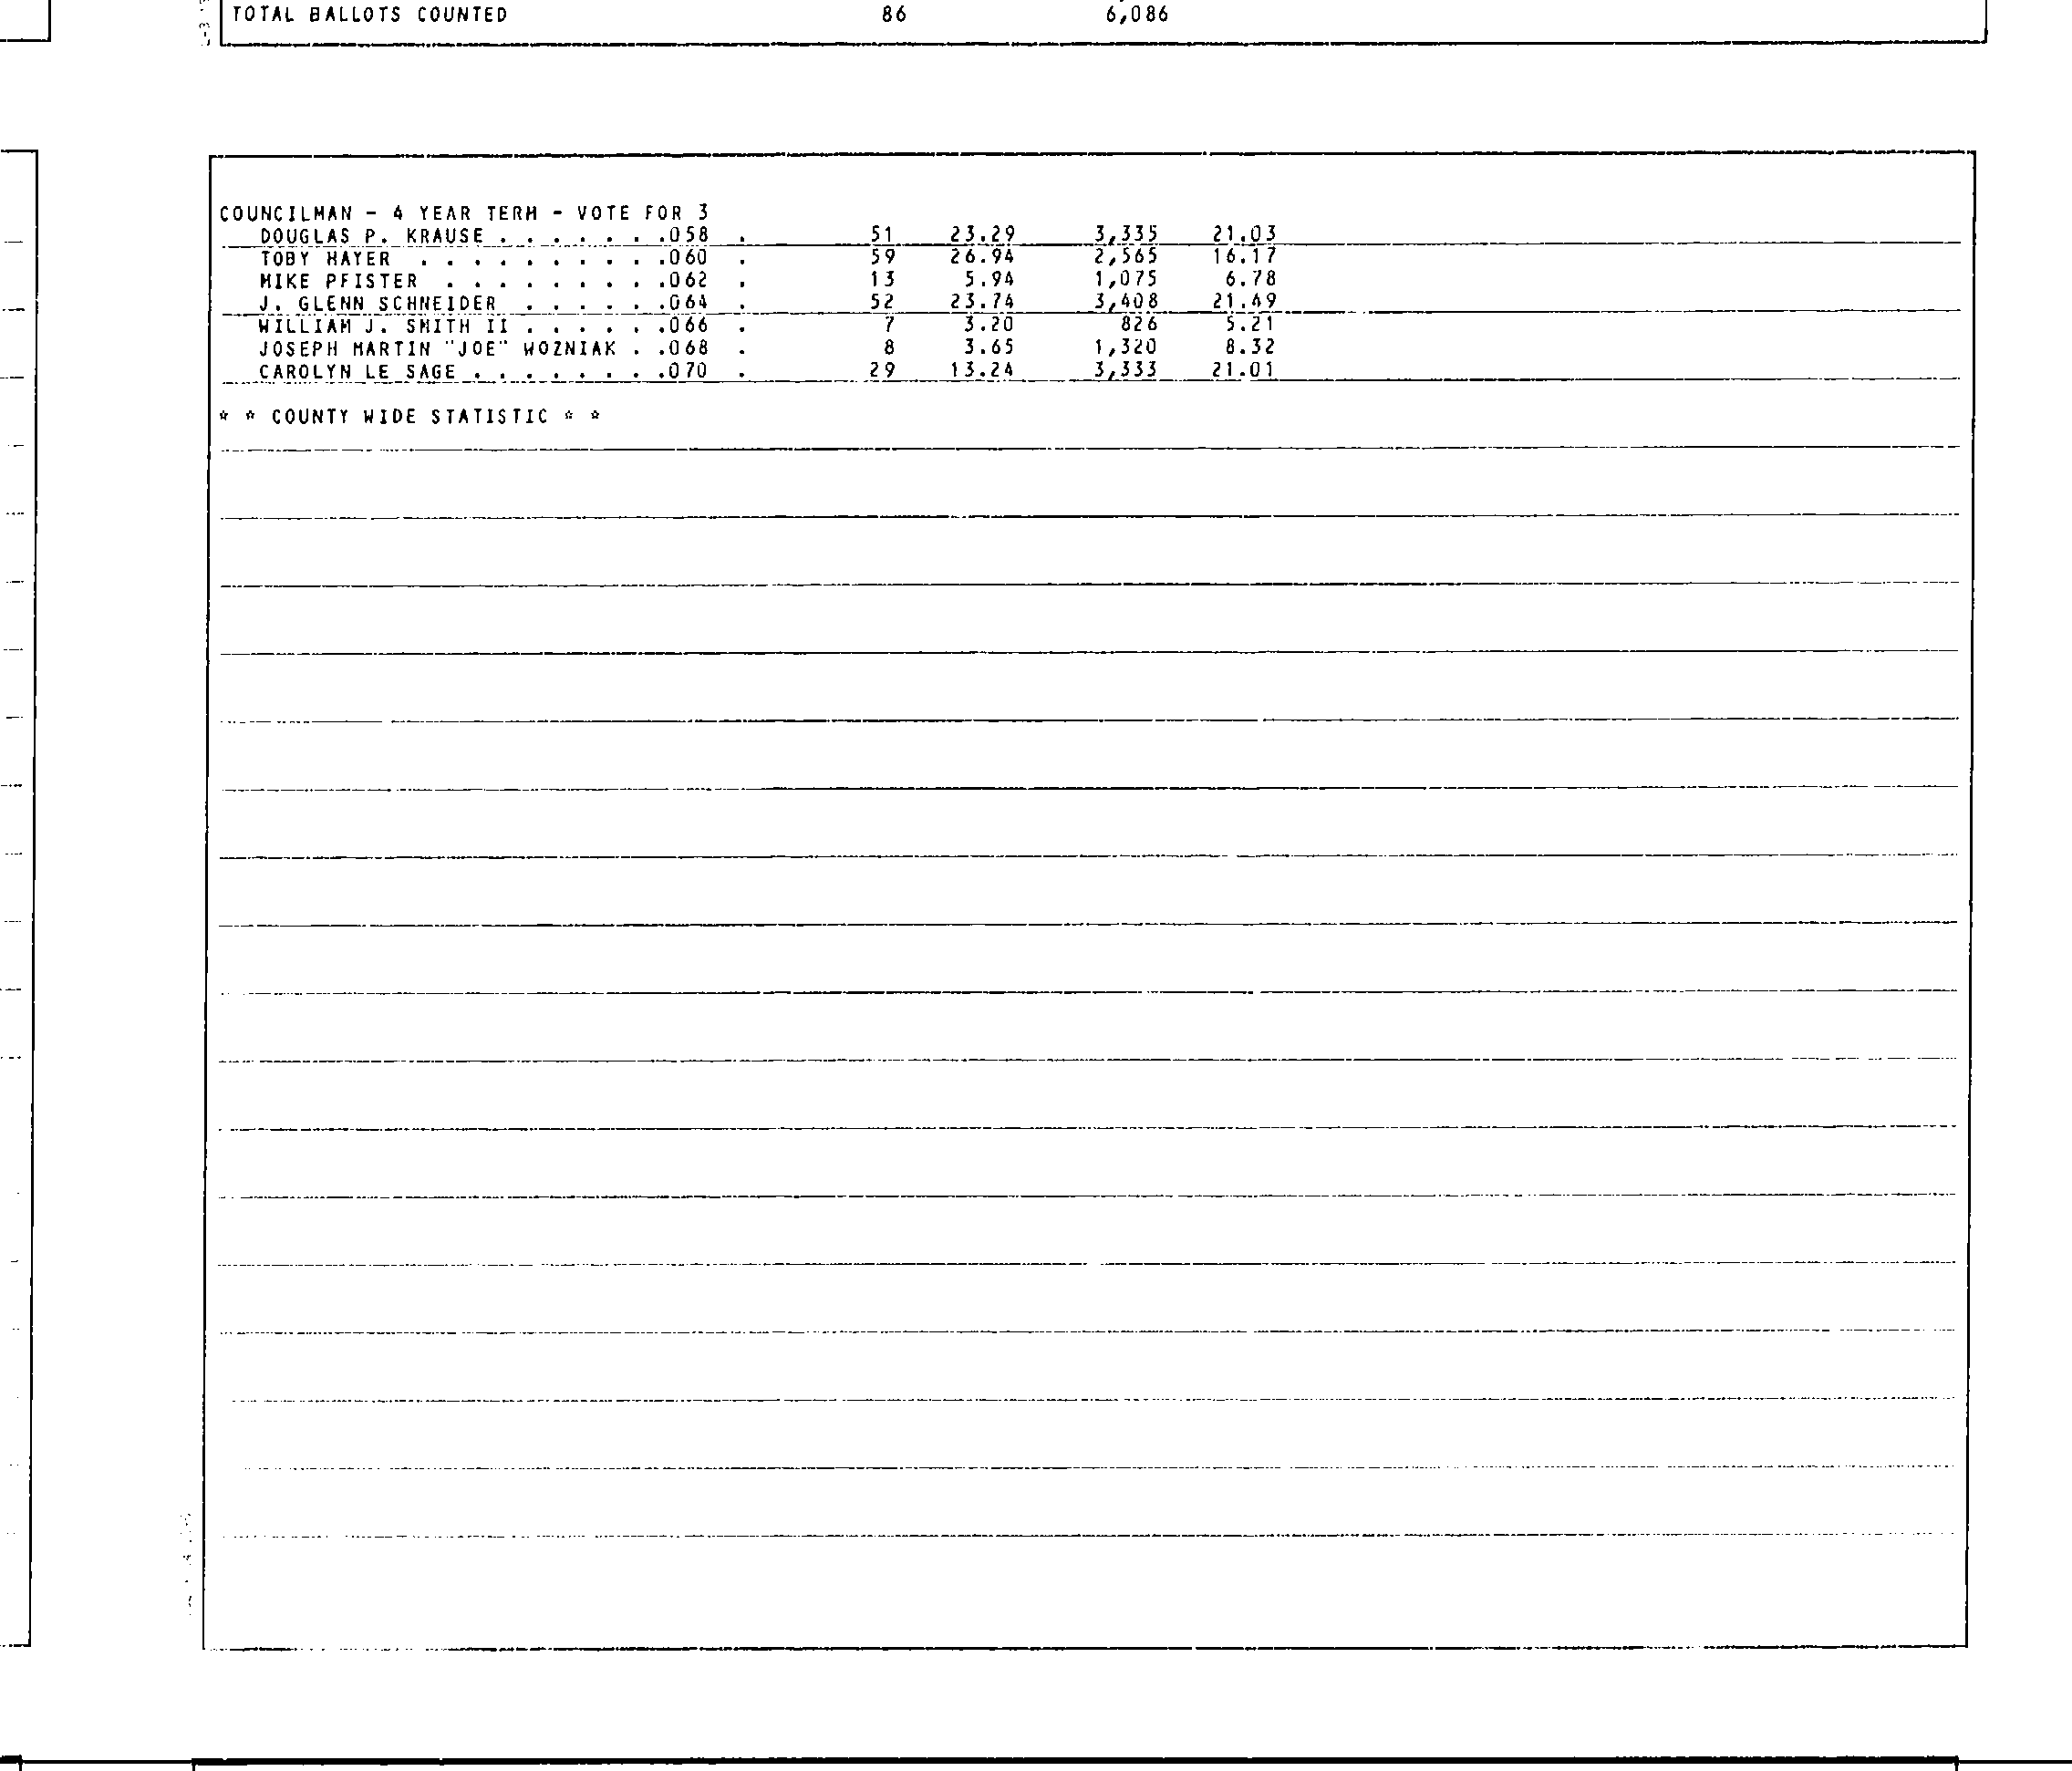 TOTAL BALLOTS COUNTED 86 6,086
COUNCILMAN - 4 YEAR TERM - VOTE FOR 3
DOUGLAS P. KRAUSE . . . . . . .058 . 51 23.29 3,335 21.03
TOBY HAYER . . . . . . . . . .060 . 59 26.94 2,565 16.17
MIKE PFISTER . . . . . . . . .062 . 13 5.94 1,075 6.78
J. GLENN SCHNEIDER . . . . . .064 . 52 23.74 3,408 21.49
WILLIAM J. SMITH II . . . . . .066 . 7 3.20 826 5.21
JOSEPH MARTIN "JOE" WOZNIAK . .068 . 8 3.65 1,320 8.32
CAROLYN LE SAGE . . . . . . . .070 . 29 13.24 3,333 21.01
* * COUNTY WIDE STATISTIC * *